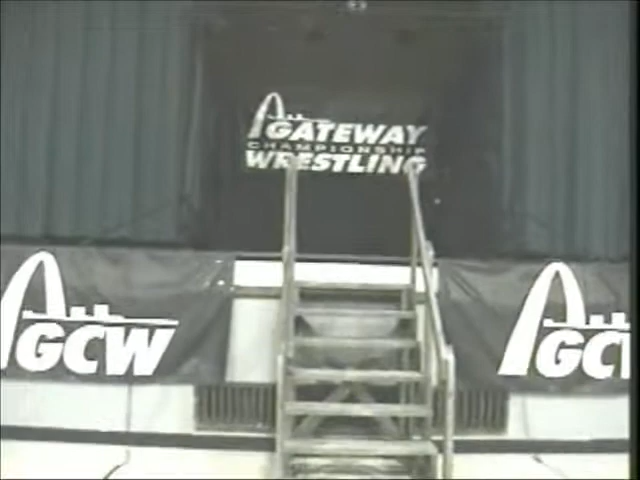 GATEWAY
CHAMPIONSHIP
WRESTLING
GCW
GCW